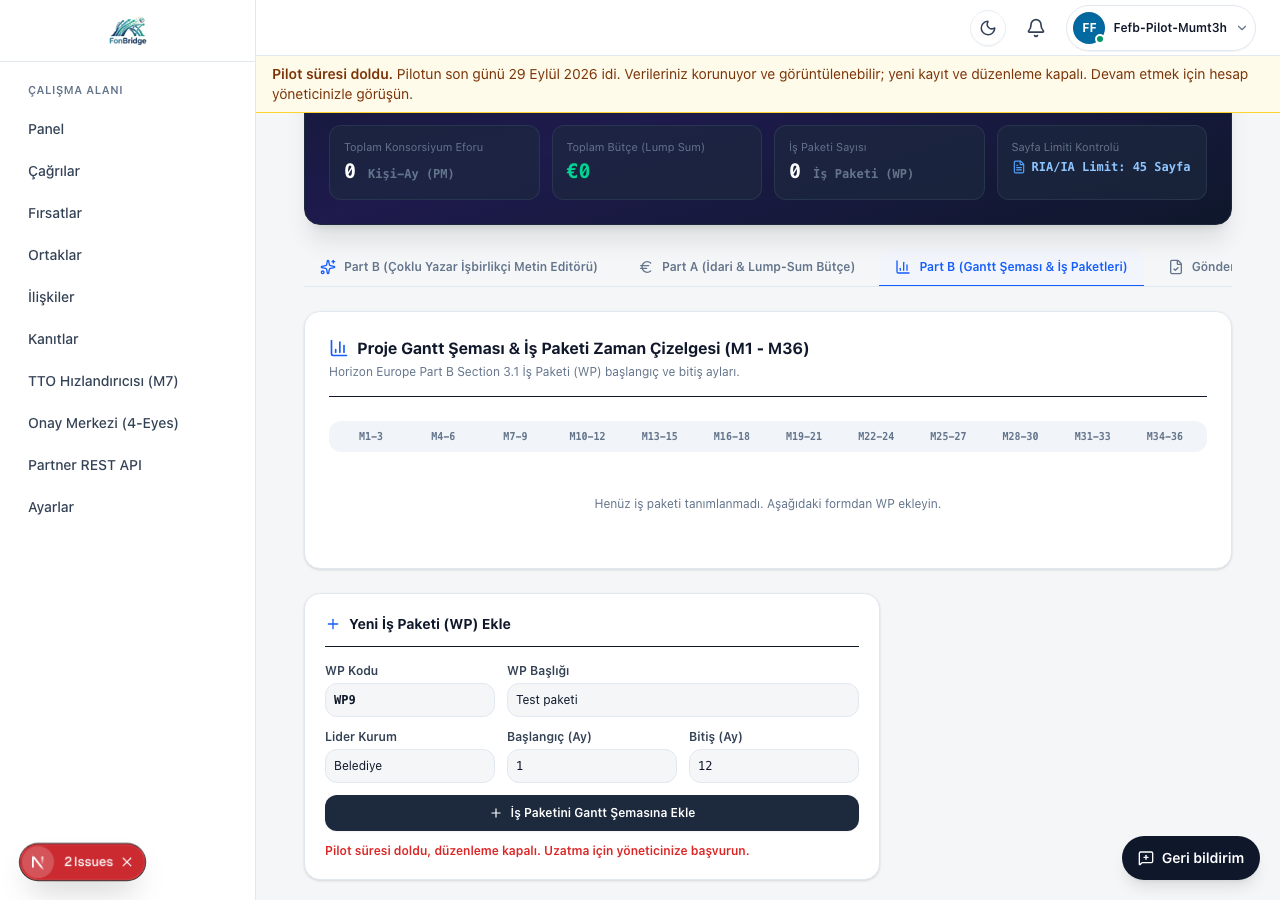 FonBridge
FF
Fefb-Pilot-Mumt3h
Pilot süresi doldu. Pilotun son günü 29 Eylül 2026 idi. Verileriniz korunuyor ve görüntülenebilir; yeni kayıt ve düzenleme kapalı. Devam etmek için hesap
yöneticinizle görüşün.
ÇALIŞMA ALANI
Panel
Çağrılar
Fırsatlar
Ortaklar
İlişkiler
Kanıtlar
TTO Hızlandırıcısı (M7)
Onay Merkezi (4-Eyes)
Partner REST API
Ayarlar
Toplam Konsorsiyum Eforu
0 Kişi-Ay (PM)
Toplam Bütçe (Lump Sum)
€0
İş Paketi Sayısı
0 İş Paketi (WP)
Sayfa Limiti Kontrolü
RIA/IA Limit: 45 Sayfa
Part B (Çoklu Yazar İşbirlikçi Metin Editörü)
Part A (İdari & Lump-Sum Bütçe)
Part B (Gantt Şeması & İş Paketleri)
Gönder
Proje Gantt Şeması & İş Paketi Zaman Çizelgesi (M1 - M36)
Horizon Europe Part B Section 3.1 İş Paketi (WP) başlangıç ve bitiş ayları.
M1-3 M4-6 M7-9 M10-12 M13-15 M16-18 M19-21 M22-24 M25-27 M28-30 M31-33 M34-36
Henüz iş paketi tanımlanmadı. Aşağıdaki formdan WP ekleyin.
Yeni İş Paketi (WP) Ekle
WP Kodu
WP Başlığı
WP9
Test paketi
Lider Kurum
Başlangıç (Ay)
Bitiş (Ay)
Belediye
1
12
İş Paketini Gantt Şemasına Ekle
Pilot süresi doldu, düzenleme kapalı. Uzatma için yöneticinize başvurun.
N 2 Issues
Geri bildirim